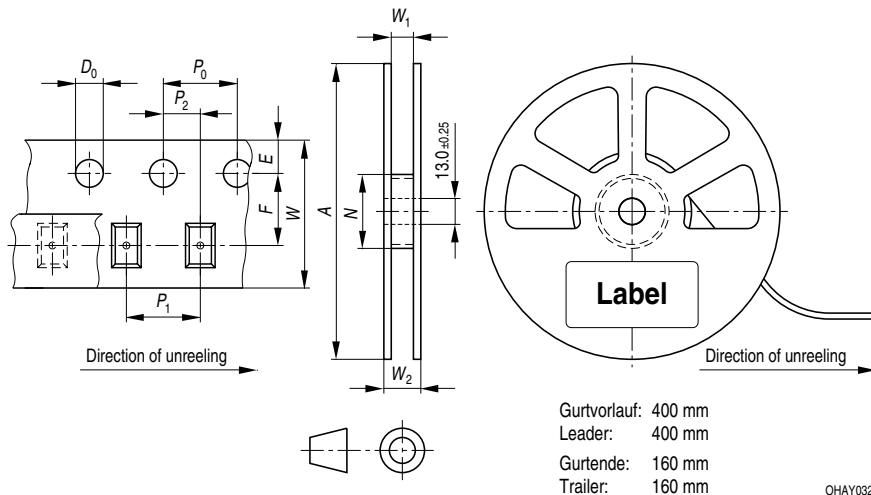 W1
D0
P0
P2
E
F
W
A
N
13.0 ±0.25
Label
P1
Direction of unreeling
W2
Direction of unreeling
Gurtvorlauf: 400 mm
Leader: 400 mm
Gurtende: 160 mm
Trailer: 160 mm
OHAY032